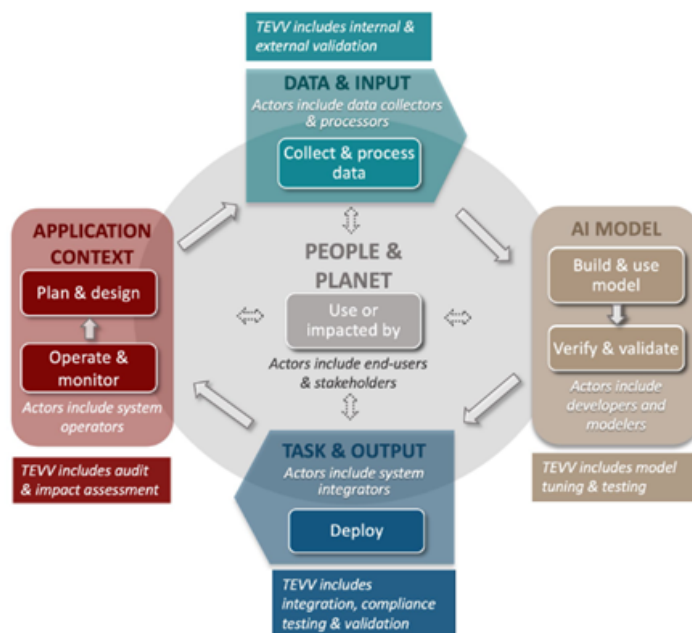 TEVV includes internal &
external validation
DATA & INPUT
Actors include data collectors
& processors
Collect & process
data
APPLICATION
CONTEXT
Plan & design
Operate &
monitor
Actors include system
operators
TEVV includes audit
& impact assessment
PEOPLE &
PLANET
Use or
impacted by
Actors include end-users
& stakeholders
AI MODEL
Build & use
model
Verify & validate
Actors include
developers and
modelers
TEVV includes model
tuning & testing
TASK & OUTPUT
Actors include system
integrators
Deploy
TEVV includes
integration, compliance
testing & validation